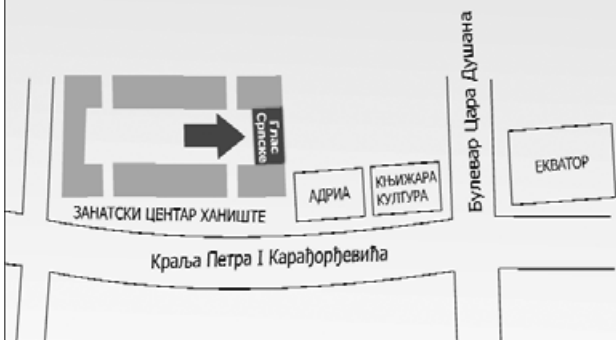 Булевар Цара Душана
Глас
Српске
ЕКВАТОР
КЊИЖАРА
КУЛТУРА
АДРИА
ЗАНАТСКИ ЦЕНТАР ХАНИШТЕ
Краља Петра I Карађорђевића